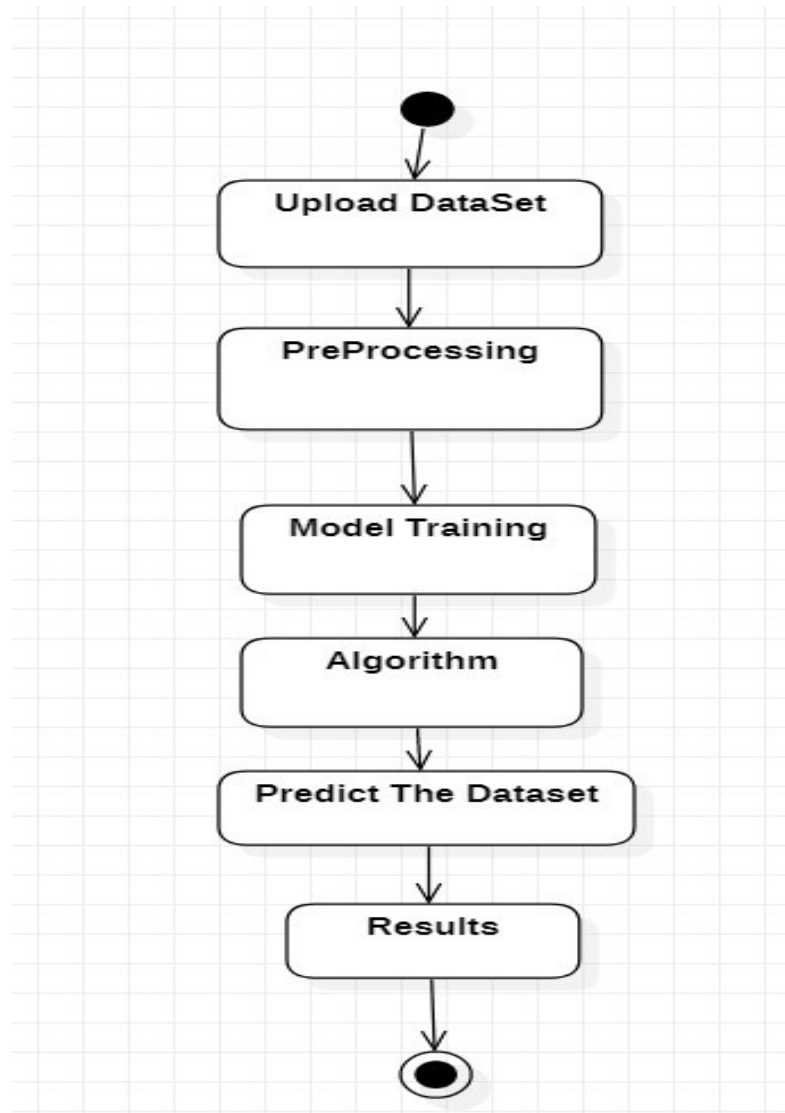 Upload DataSet
PreProcessing
Model Training
Algorithm
Predict The Dataset
Results